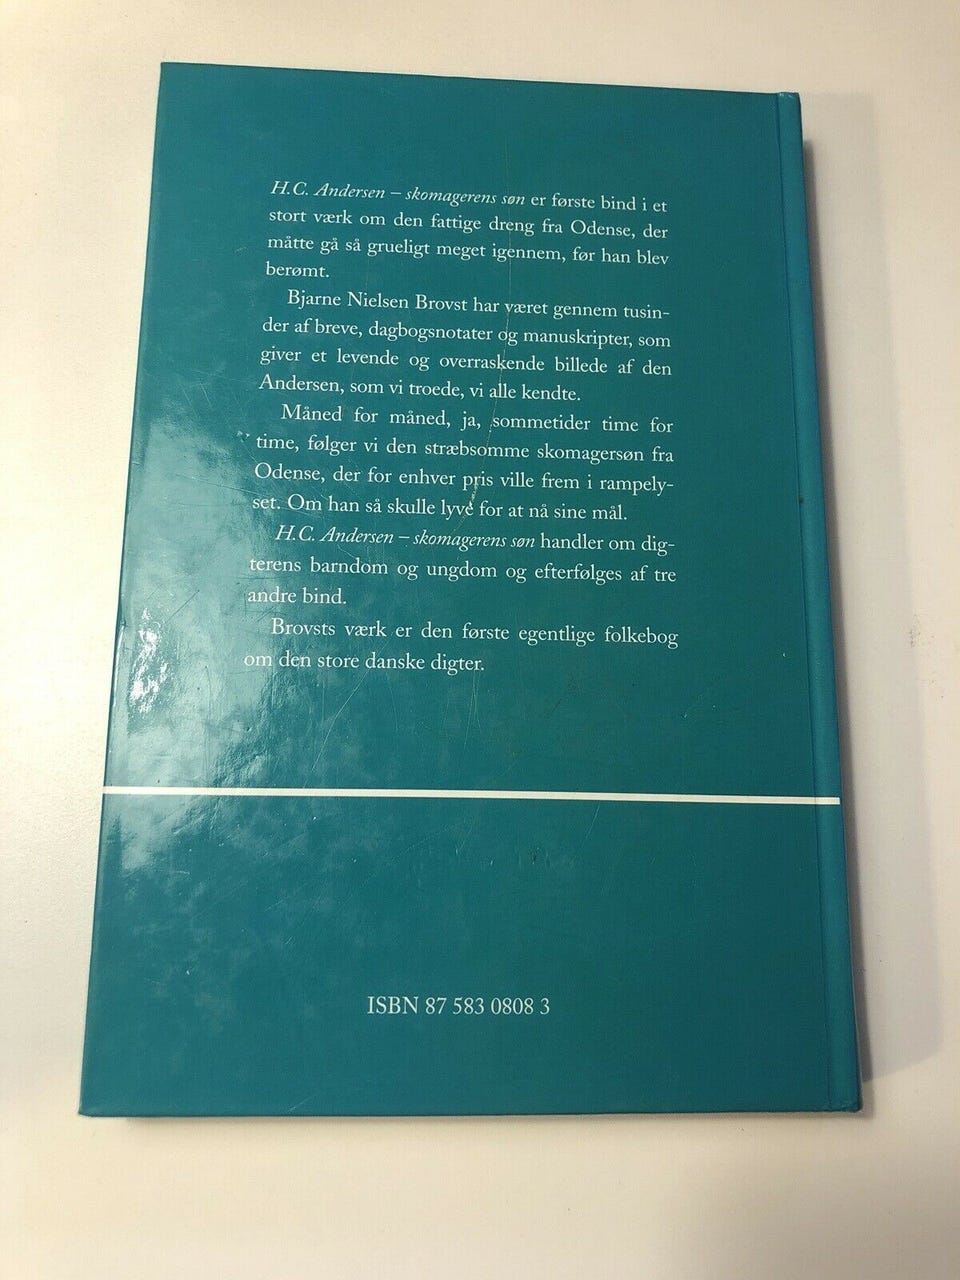 H.C. Andersen – skomagerens søn er første bind i et
stort værk om den fattige dreng fra Odense, der
måtte gå så grueligt meget igennem, før han blev
berømt.
Bjarne Nielsen Brovst har været gennem tusin-
der af breve, dagbogsnotater og manuskripter, som
giver et levende og overraskende billede af den
Andersen, som vi troede, vi alle kendte.
Måned for måned, ja, sommetider time for
time, følger vi den stræbsomme skomagersøn fra
Odense, der for enhver pris ville frem i rampely-
set. Om han så skulle lyve for at nå sine mål.
H.C. Andersen – skomagerens søn handler om dig-
terens barndom og ungdom og efterfølges af tre
andre bind.
Brovsts værk er den første egentlige folkebog
om den store danske digter.
ISBN 87 583 0808 3